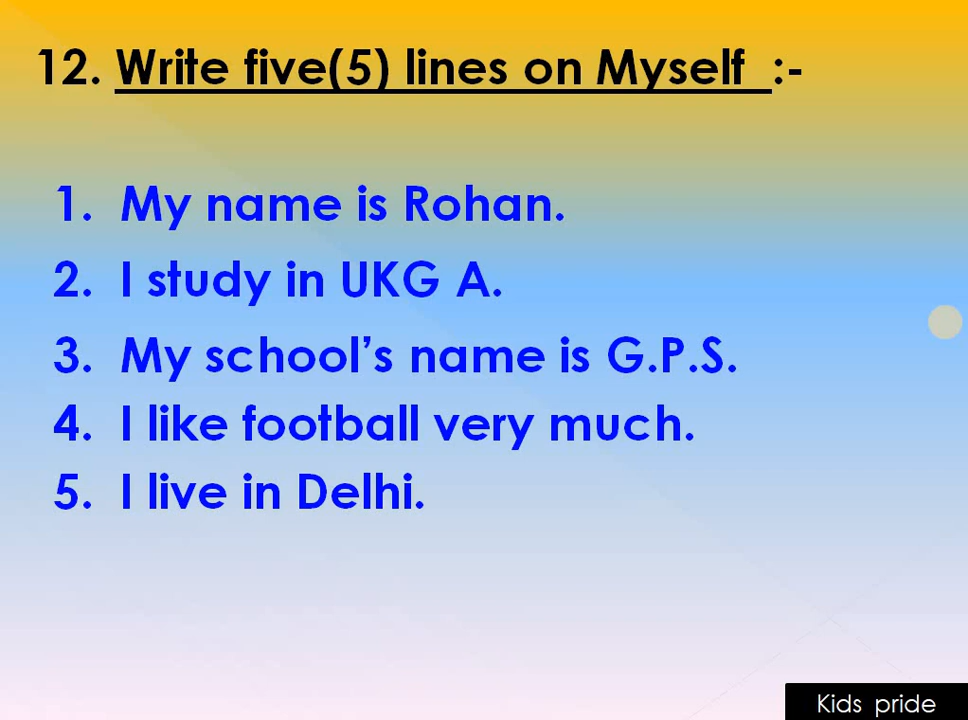 12. Write five(5) lines on Myself :-
1. My name is Rohan.
2. I study in UKG A.
3. My school’s name is G.P.S.
4. I like football very much.
5. I live in Delhi.
Kids pride